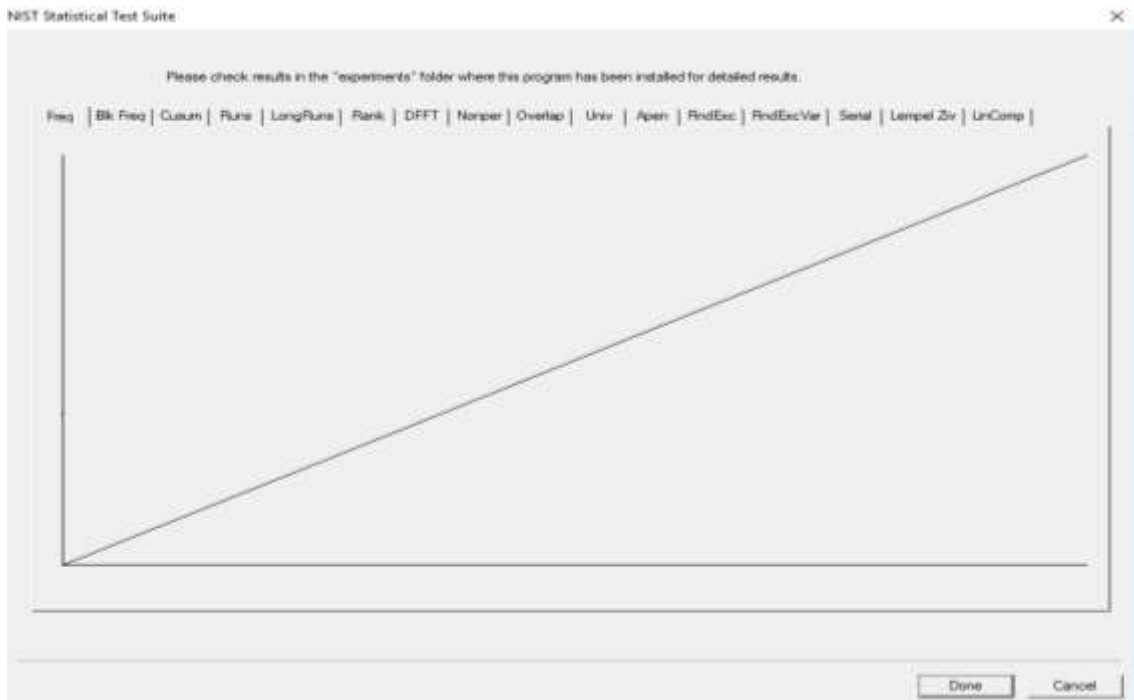 NIST Statistical Test Suite
Please check results in the "experiments" folder where this program has been installed for detailed results.
Freq | Blk Freq | Cusum | Runs | LongRuns | Rank | DFFT | Nonper | Overlap | Univ | Apen | RndExc | RndExcVar | Serial | Lempel Ziv | LinComp |
Done Cancel